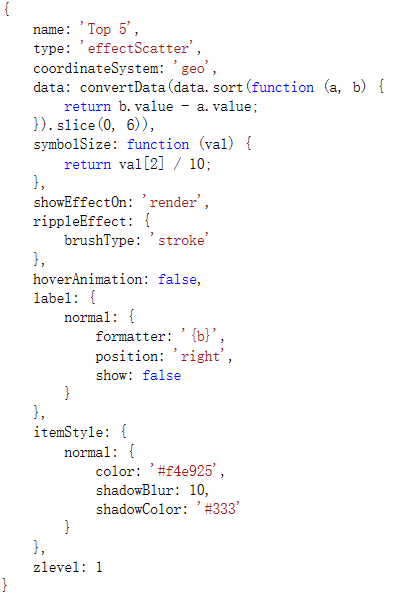 {
    name: 'Top 5',
    type: 'effectScatter',
    coordinateSystem: 'geo',
    data: convertData(data.sort(function (a, b) {
        return b.value - a.value;
    }).slice(0, 6)),
    symbolSize: function (val) {
        return val[2] / 10;
    },
    showEffectOn: 'render',
    rippleEffect: {
        brushType: 'stroke'
    },
    hoverAnimation: false,
    label: {
        normal: {
            formatter: '{b}',
            position: 'right',
            show: false
        }
    },
    itemStyle: {
        normal: {
            color: '#f4e925',
            shadowBlur: 10,
            shadowColor: '#333'
        }
    },
    zlevel: 1
}